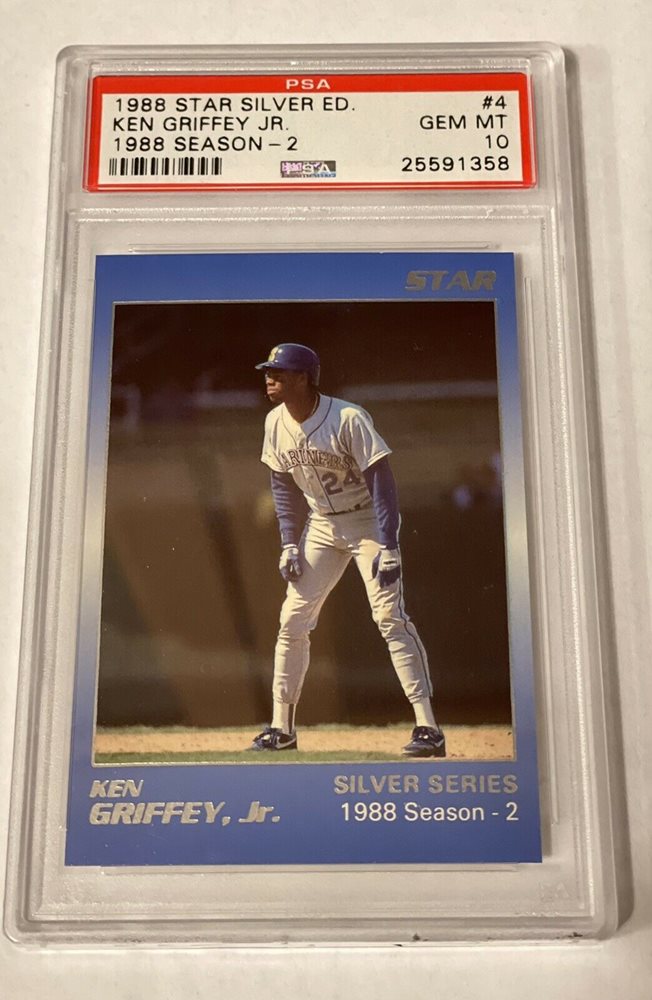 PSA
1988 STAR SILVER ED. #4
KEN GRIFFEY JR. GEM MT
1988 SEASON - 2 10
25591358
STAR
MARINERS
24
KEN SILVER SERIES
GRIFFEY, Jr. 1988 Season - 2